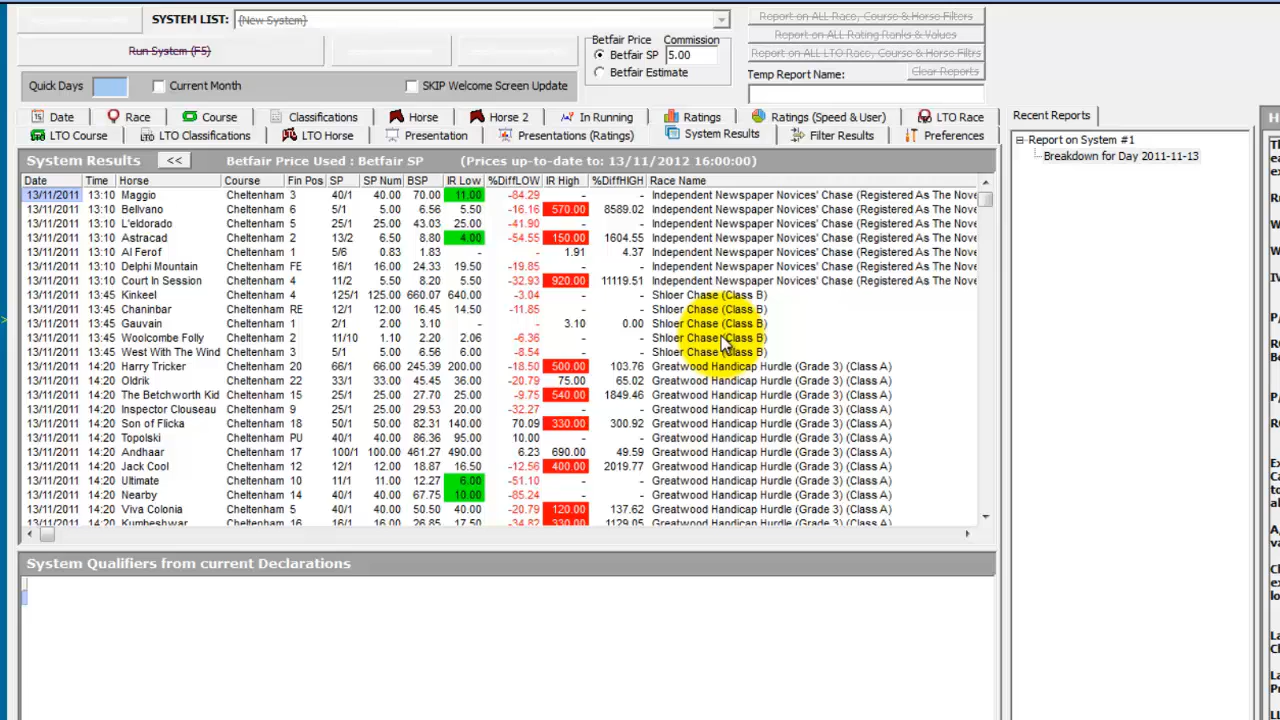 SYSTEM LIST: {New System}
Report on ALL Race, Course & Horse Filters
Report on ALL Rating Ranks & Values
Report on ALL LTO Race, Course & Horse Filtrs
Clear Reports
Temp Report Name:
Run System (F5)
Betfair Price Commission
Betfair SP 5.00
Betfair Estimate
Quick Days Current Month SKIP Welcome Screen Update
Date Race Course Classifications Horse Horse 2 In Running Ratings Ratings (Speed & User) LTO Race
LTO Course LTO Classifications LTO Horse Presentation Presentations (Ratings) System Results Filter Results Preferences
Recent Reports
Report on System #1
Breakdown for Day 2011-11-13
System Results << Betfair Price Used : Betfair SP (Prices up-to-date to: 13/11/2012 16:00:00)
Date Time Horse Course Fin Pos SP SP Num BSP IR Low %DiffLOW IR High %DiffHIGH Race Name
13/11/2011 13:10 Maggio Cheltenham 3 40/1 40.00 70.00 11.00 -84.29 - - Independent Newspaper Novices' Chase (Registered As The Nove
13/11/2011 13:10 Bellvano Cheltenham 6 5/1 5.00 6.56 5.50 -16.16 570.00 8589.02 Independent Newspaper Novices' Chase (Registered As The Nove
13/11/2011 13:10 L'eldorado Cheltenham 5 25/1 25.00 43.03 25.00 -41.90 - - Independent Newspaper Novices' Chase (Registered As The Nove
13/11/2011 13:10 Astracad Cheltenham 2 13/2 6.50 8.80 4.00 -54.55 150.00 1604.55 Independent Newspaper Novices' Chase (Registered As The Nove
13/11/2011 13:10 Al Ferof Cheltenham 1 5/6 0.83 1.83 - - 1.91 4.37 Independent Newspaper Novices' Chase (Registered As The Nove
13/11/2011 13:10 Delphi Mountain Cheltenham FE 16/1 16.00 24.33 19.50 -19.85 - - Independent Newspaper Novices' Chase (Registered As The Nove
13/11/2011 13:10 Court In Session Cheltenham 4 11/2 5.50 8.20 5.50 -32.93 920.00 11119.51 Independent Newspaper Novices' Chase (Registered As The Nove
13/11/2011 13:45 Kinkeel Cheltenham 4 125/1 125.00 660.07 640.00 -3.04 - - Shloer Chase (Class B)
13/11/2011 13:45 Chaninbar Cheltenham RE 12/1 12.00 16.45 14.50 -11.85 - - Shloer Chase (Class B)
13/11/2011 13:45 Gauvain Cheltenham 1 2/1 2.00 3.10 - - 3.10 0.00 Shloer Chase (Class B)
13/11/2011 13:45 Woolcombe Folly Cheltenham 2 11/10 1.10 2.20 2.06 -6.36 - - Shloer Chase (Class B)
13/11/2011 13:45 West With The Wind Cheltenham 3 5/1 5.00 6.56 6.00 -8.54 - - Shloer Chase (Class B)
13/11/2011 14:20 Harry Tricker Cheltenham 20 66/1 66.00 245.39 200.00 -18.50 500.00 103.76 Greatwood Handicap Hurdle (Grade 3) (Class A)
13/11/2011 14:20 Oldrik Cheltenham 22 33/1 33.00 45.45 36.00 -20.79 75.00 65.02 Greatwood Handicap Hurdle (Grade 3) (Class A)
13/11/2011 14:20 The Betchworth Kid Cheltenham 15 25/1 25.00 27.70 25.00 -9.75 540.00 1849.46 Greatwood Handicap Hurdle (Grade 3) (Class A)
13/11/2011 14:20 Inspector Clouseau Cheltenham 9 25/1 25.00 29.53 20.00 -32.27 - - Greatwood Handicap Hurdle (Grade 3) (Class A)
13/11/2011 14:20 Son of Flicka Cheltenham 18 50/1 50.00 82.31 140.00 70.09 330.00 300.92 Greatwood Handicap Hurdle (Grade 3) (Class A)
13/11/2011 14:20 Topolski Cheltenham PU 40/1 40.00 86.36 95.00 10.00 - - Greatwood Handicap Hurdle (Grade 3) (Class A)
13/11/2011 14:20 Andhaar Cheltenham 17 100/1 100.00 461.27 490.00 6.23 690.00 49.59 Greatwood Handicap Hurdle (Grade 3) (Class A)
13/11/2011 14:20 Jack Cool Cheltenham 12 12/1 12.00 18.87 16.50 -12.56 400.00 2019.77 Greatwood Handicap Hurdle (Grade 3) (Class A)
13/11/2011 14:20 Ultimate Cheltenham 10 11/1 11.00 12.27 6.00 -51.10 - - Greatwood Handicap Hurdle (Grade 3) (Class A)
13/11/2011 14:20 Nearby Cheltenham 14 40/1 40.00 67.75 10.00 -85.24 - - Greatwood Handicap Hurdle (Grade 3) (Class A)
13/11/2011 14:20 Viva Colonia Cheltenham 5 40/1 40.00 50.50 40.00 -20.79 120.00 137.62 Greatwood Handicap Hurdle (Grade 3) (Class A)
13/11/2011 14:20 Kumbeshwar Cheltenham 16 16/1 16.00 26.85 17.50 -34.82 330.00 1129.05 Greatwood Handicap Hurdle (Grade 3) (Class A)
System Qualifiers from current Declarations